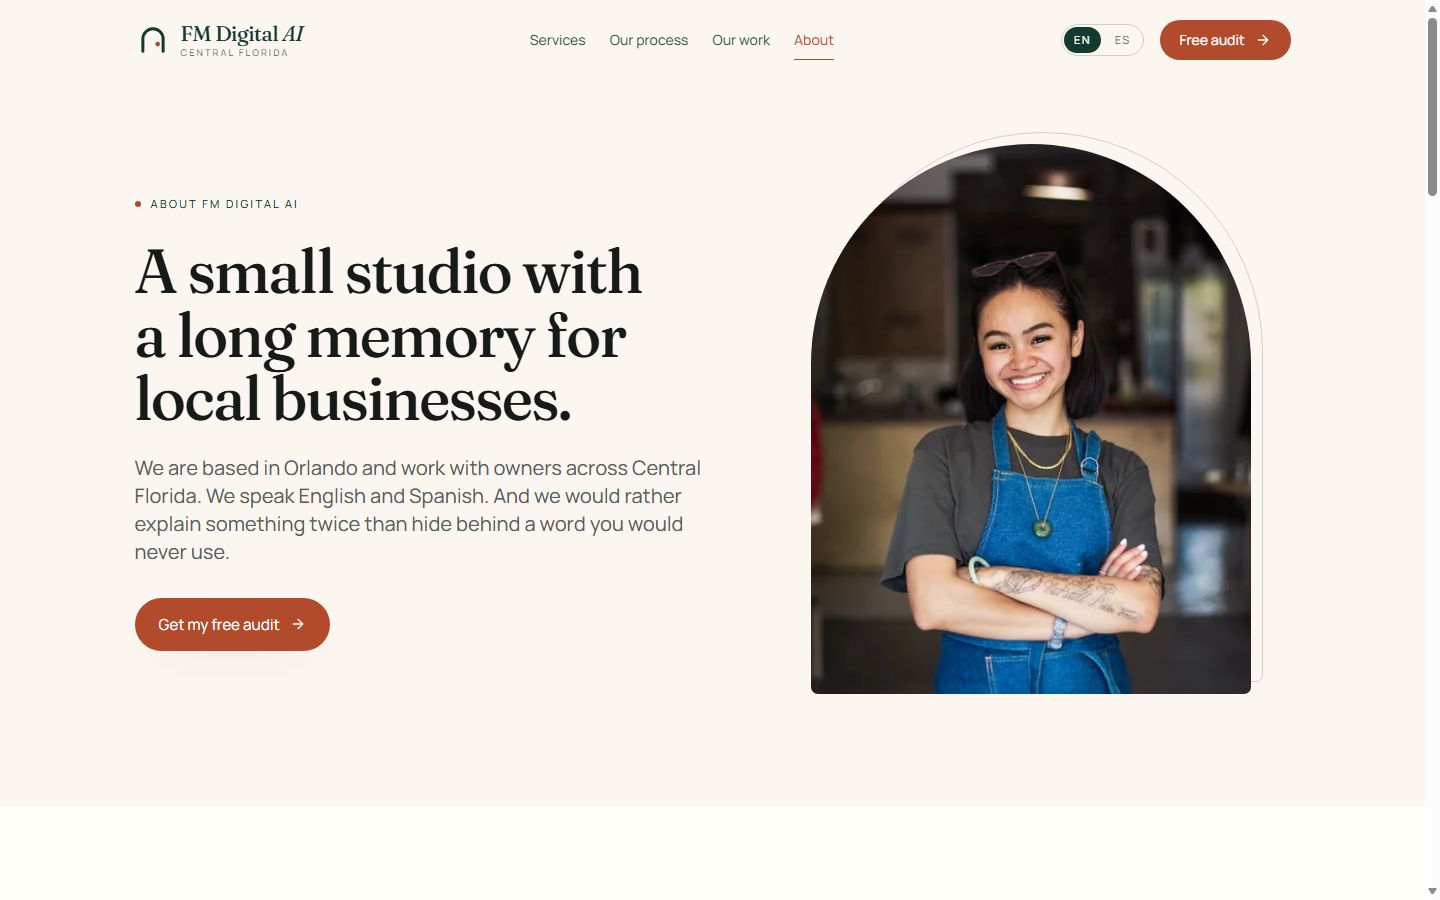 FM Digital AI
CENTRAL FLORIDA
Services
Our process
Our work
About
EN
ES
Free audit
ABOUT FM DIGITAL AI
A small studio with
a long memory for
local businesses.
We are based in Orlando and work with owners across Central
Florida. We speak English and Spanish. And we would rather
explain something twice than hide behind a word you would
never use.
Get my free audit